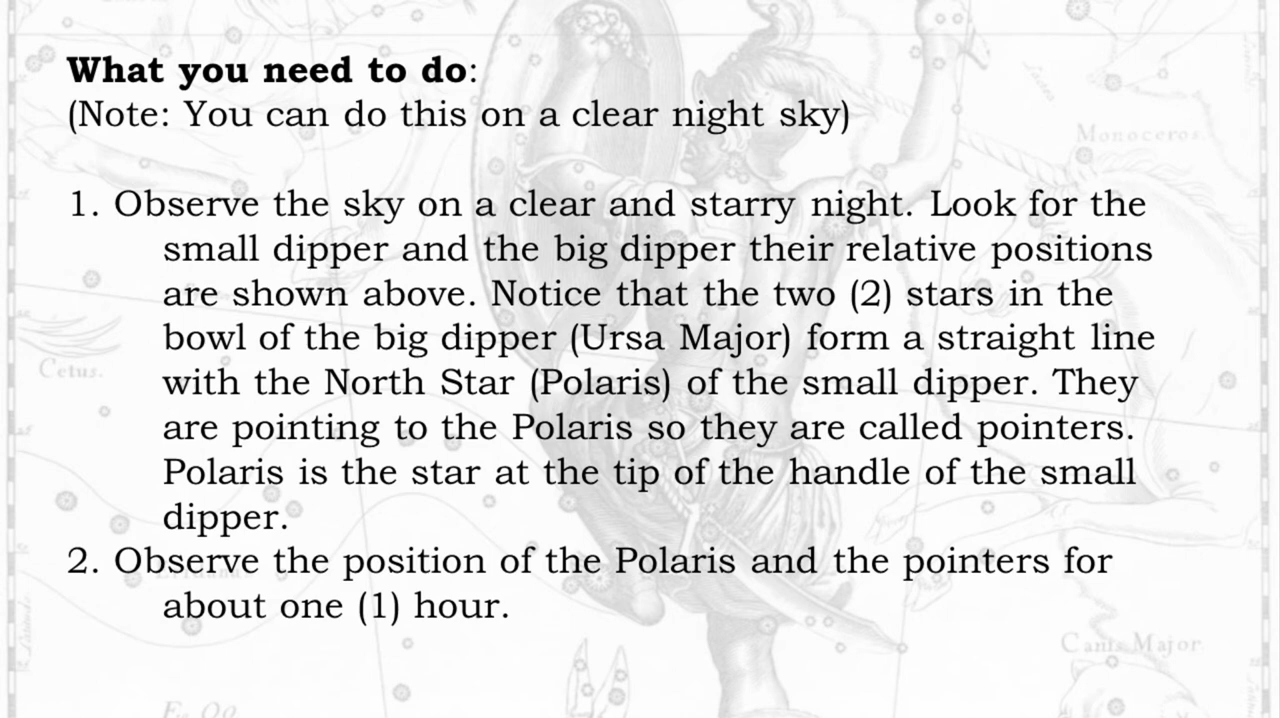 What you need to do:
(Note: You can do this on a clear night sky)
Monoceros.
1. Observe the sky on a clear and starry night. Look for the
small dipper and the big dipper their relative positions
are shown above. Notice that the two (2) stars in the
bowl of the big dipper (Ursa Major) form a straight line
Cetus.
with the North Star (Polaris) of the small dipper. They
are pointing to the Polaris so they are called pointers.
Polaris is the star at the tip of the handle of the small
dipper.
2. Observe the position of the Polaris and the pointers for
about one (1) hour.
Canis Major